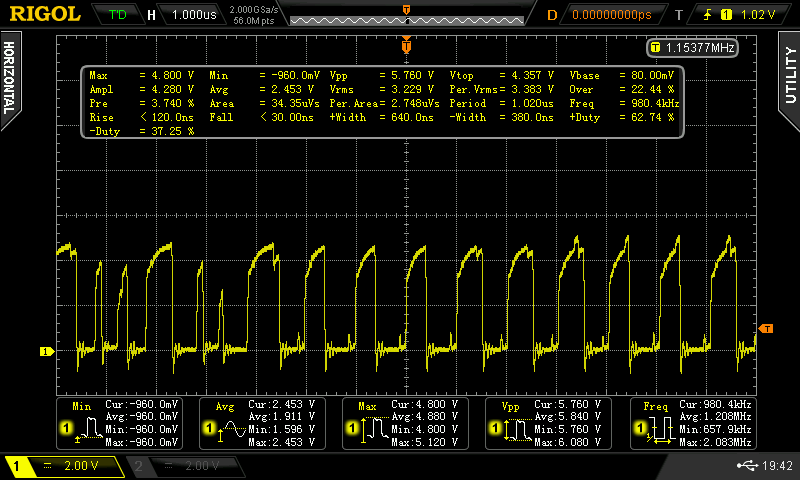 RIGOL T'D H 1.000us 2.000GSa/s 56.0M pts D 0.00000000ps T 1 1.02 V
HORIZONTAL
UTILITY
T
T 1.15377MHz
Max = 4.800 V Min = -960.0mV Vpp = 5.760 V Vtop = 4.357 V Vbase = 80.00mV
Ampl = 4.280 V Avg = 2.453 V Vrms = 3.229 V Per.Vrms= 3.383 V Over = 22.44 %
Pre = 3.740 % Area = 34.35uVs Per.Area= 2.748uVs Period = 1.020us Freq = 980.4kHz
Rise < 120.0ns Fall < 30.00ns +Width = 640.0ns -Width = 380.0ns +Duty = 62.74 %
-Duty = 37.25 %
T
1
Min Cur:-960.0mV
Avg:-960.0mV
1 Min:-960.0mV
Max:-960.0mV
Avg Cur:2.453 V
Avg:1.911 V
1 Min:1.596 V
Max:2.453 V
Max Cur:4.800 V
Avg:4.880 V
1 Min:4.800 V
Max:5.120 V
Vpp Cur:5.760 V
Avg:5.840 V
1 Min:5.760 V
Max:6.080 V
Freq Cur:980.4kHz
Avg:1.208MHz
1 Min:657.9kHz
Max:2.083MHz
1 2.00 V 2 2.00 V 19:42